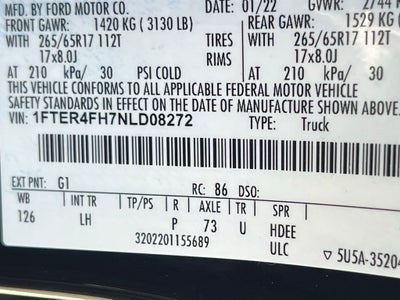 MFD. BY FORD MOTOR CO. DATE: 01/22 GVWR: 2744
FRONT GAWR: 1420 KG ( 3130 LB) REAR GAWR: 1529 KG
WITH 265/65R17 112T TIRES WITH 265/65R17 112T
17x8.0J RIMS 17x8.0J
AT 210 kPa/ 30 PSI COLD AT 210 kPa/ 30
THIS VEHICLE CONFORMS TO ALL APPLICABLE FEDERAL MOTOR VEHICLE
SAFETY STANDARDS IN EFFECT ON THE DATE OF MANUFACTURE
VIN: 1FTER4FH7NLD08272 TYPE: Truck
EXT PNT: G1 RC: 86 DSO:
WB INT TR TP/PS R AXLE TR SPR
126 LH P 73 U HDEE
3202201155689 ULC
▽ 5U5A-35204